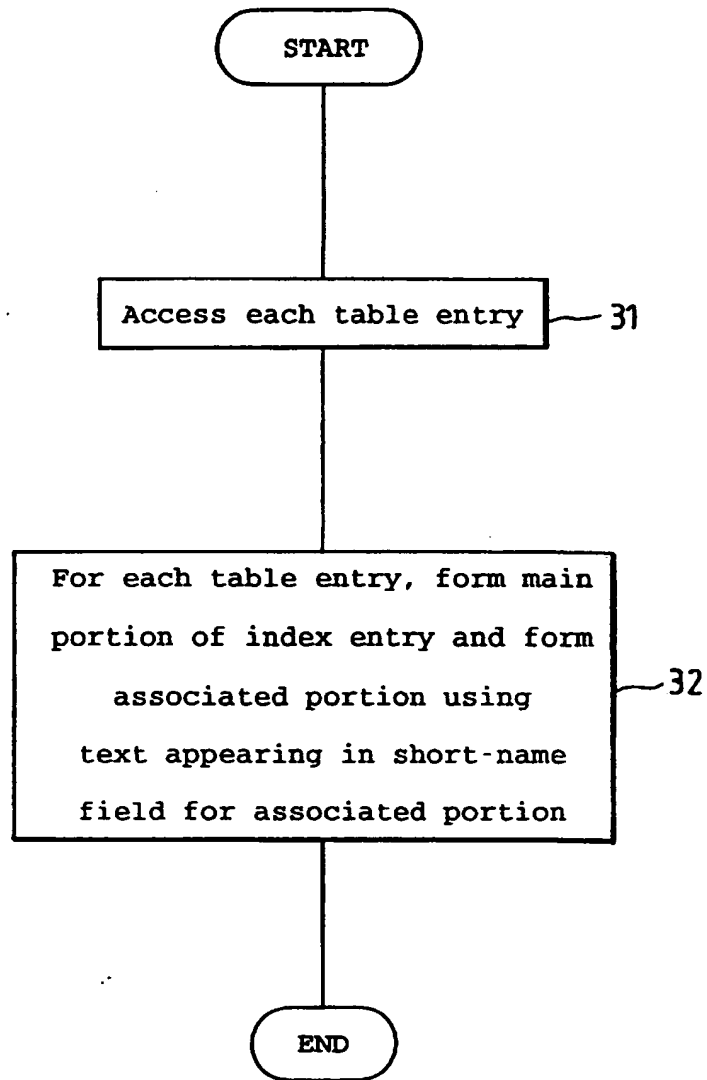 START
Access each table entry
31
For each table entry, form main
portion of index entry and form
associated portion using
text appearing in short-name
field for associated portion
32
END